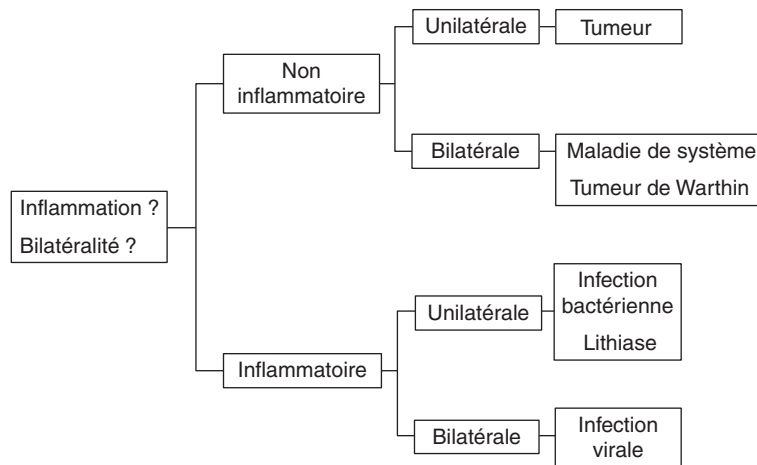 Inflammation ?
Bilatéralité ?
Non
inflammatoire
Unilatérale
Tumeur
Bilatérale
Maladie de système
Tumeur de Warthin
Inflammatoire
Unilatérale
Infection
bactérienne
Lithiase
Bilatérale
Infection
virale